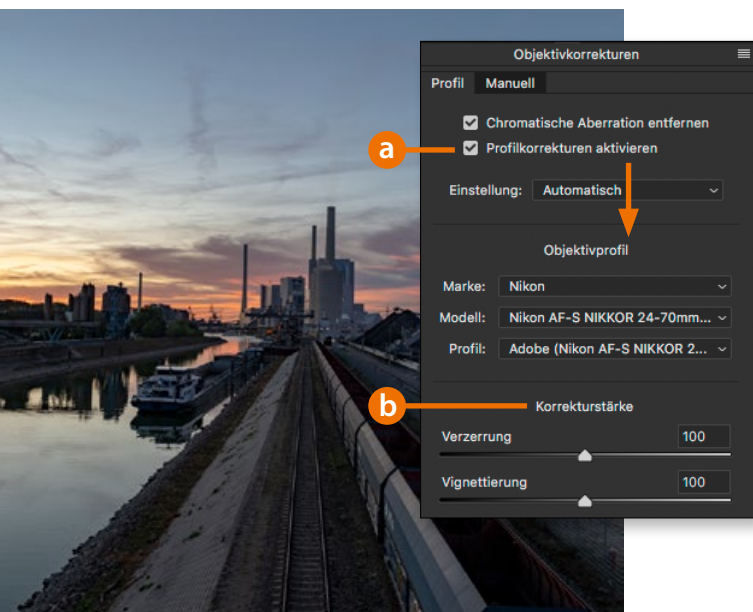 Objektivkorrekturen
Profil Manuell
Chromatische Aberration entfernen
a Profilkorrekturen aktivieren
Einstellung: Automatisch
Objektivprofil
Marke: Nikon
Modell: Nikon AF-S NIKKOR 24-70mm...
Profil: Adobe (Nikon AF-S NIKKOR 2...
b Korrekturstärke
Verzerrung 100
Vignettierung 100